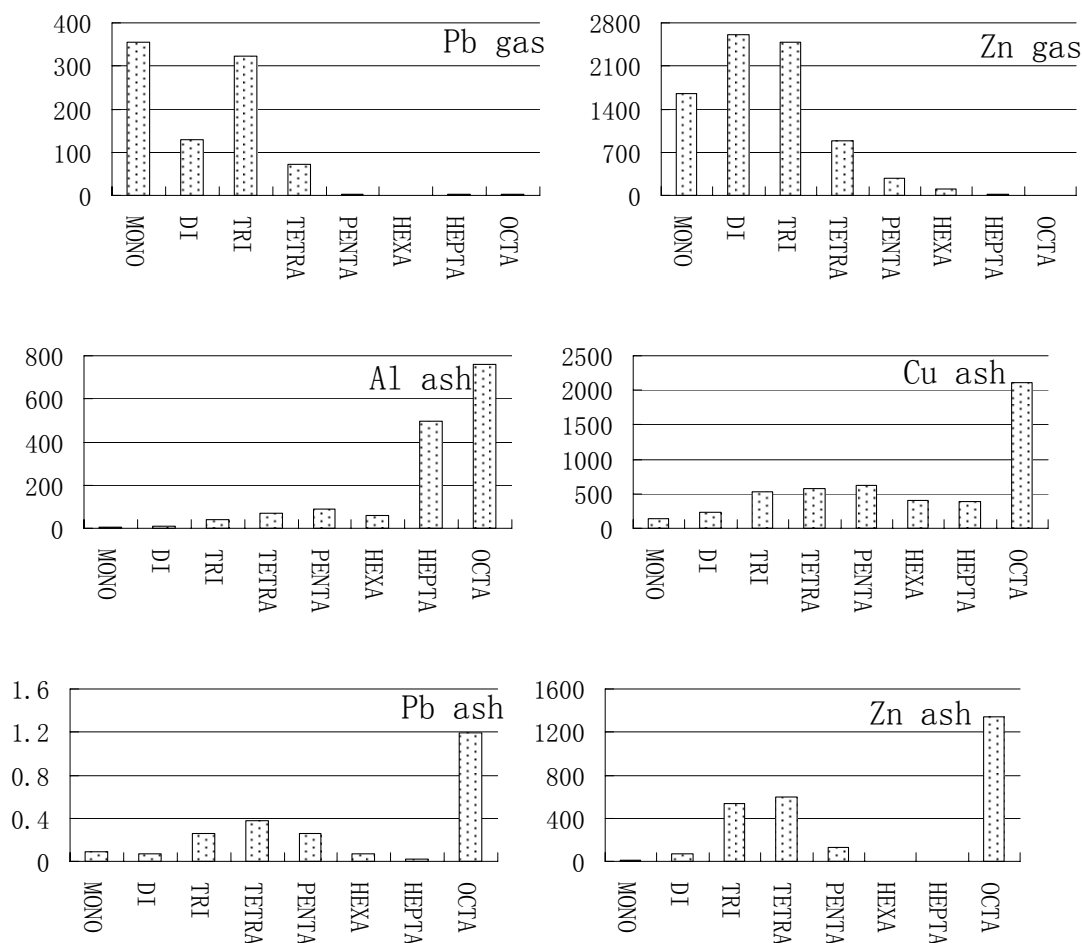 Pb gas
400
300
200
100
0
MONO DI TRI TETRA PENTA HEXA HEPTA OCTA
Zn gas
2800
2100
1400
700
0
MONO DI TRI TETRA PENTA HEXA HEPTA OCTA
Al ash
800
600
400
200
0
MONO DI TRI TETRA PENTA HEXA HEPTA OCTA
Cu ash
2500
2000
1500
1000
500
0
MONO DI TRI TETRA PENTA HEXA HEPTA OCTA
Pb ash
1.6
1.2
0.8
0.4
0
MONO DI TRI TETRA PENTA HEXA HEPTA OCTA
Zn ash
1600
1200
800
400
0
MONO DI TRI TETRA PENTA HEXA HEPTA OCTA